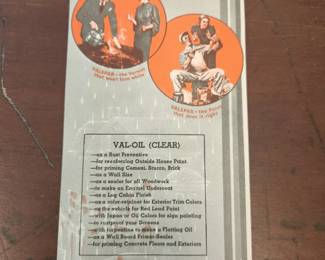 VALSPAR - the Varnish
that won't turn white
VALSPAR - the Paint
that does it right
VAL-OIL (CLEAR)
—as a Rust Preventive
—for reoilening Outside House Paint
—for priming Cement, Stucco, Brick
—as a Wall Size
—as a sealer for all Woodwork
—to make an Enamel Undercoat
—as a Log Cabin Finish
—as a color-retainer for Exterior Trim Colors
—as the vehicle for Red Lead Paint
—with Japan or Oil Colors for sign painting
—to rustproof your Screens
—with turpentine to make a Flatting Oil
—as a Wall Board Primer-Sealer
—for priming Concrete Floors and Exteriors